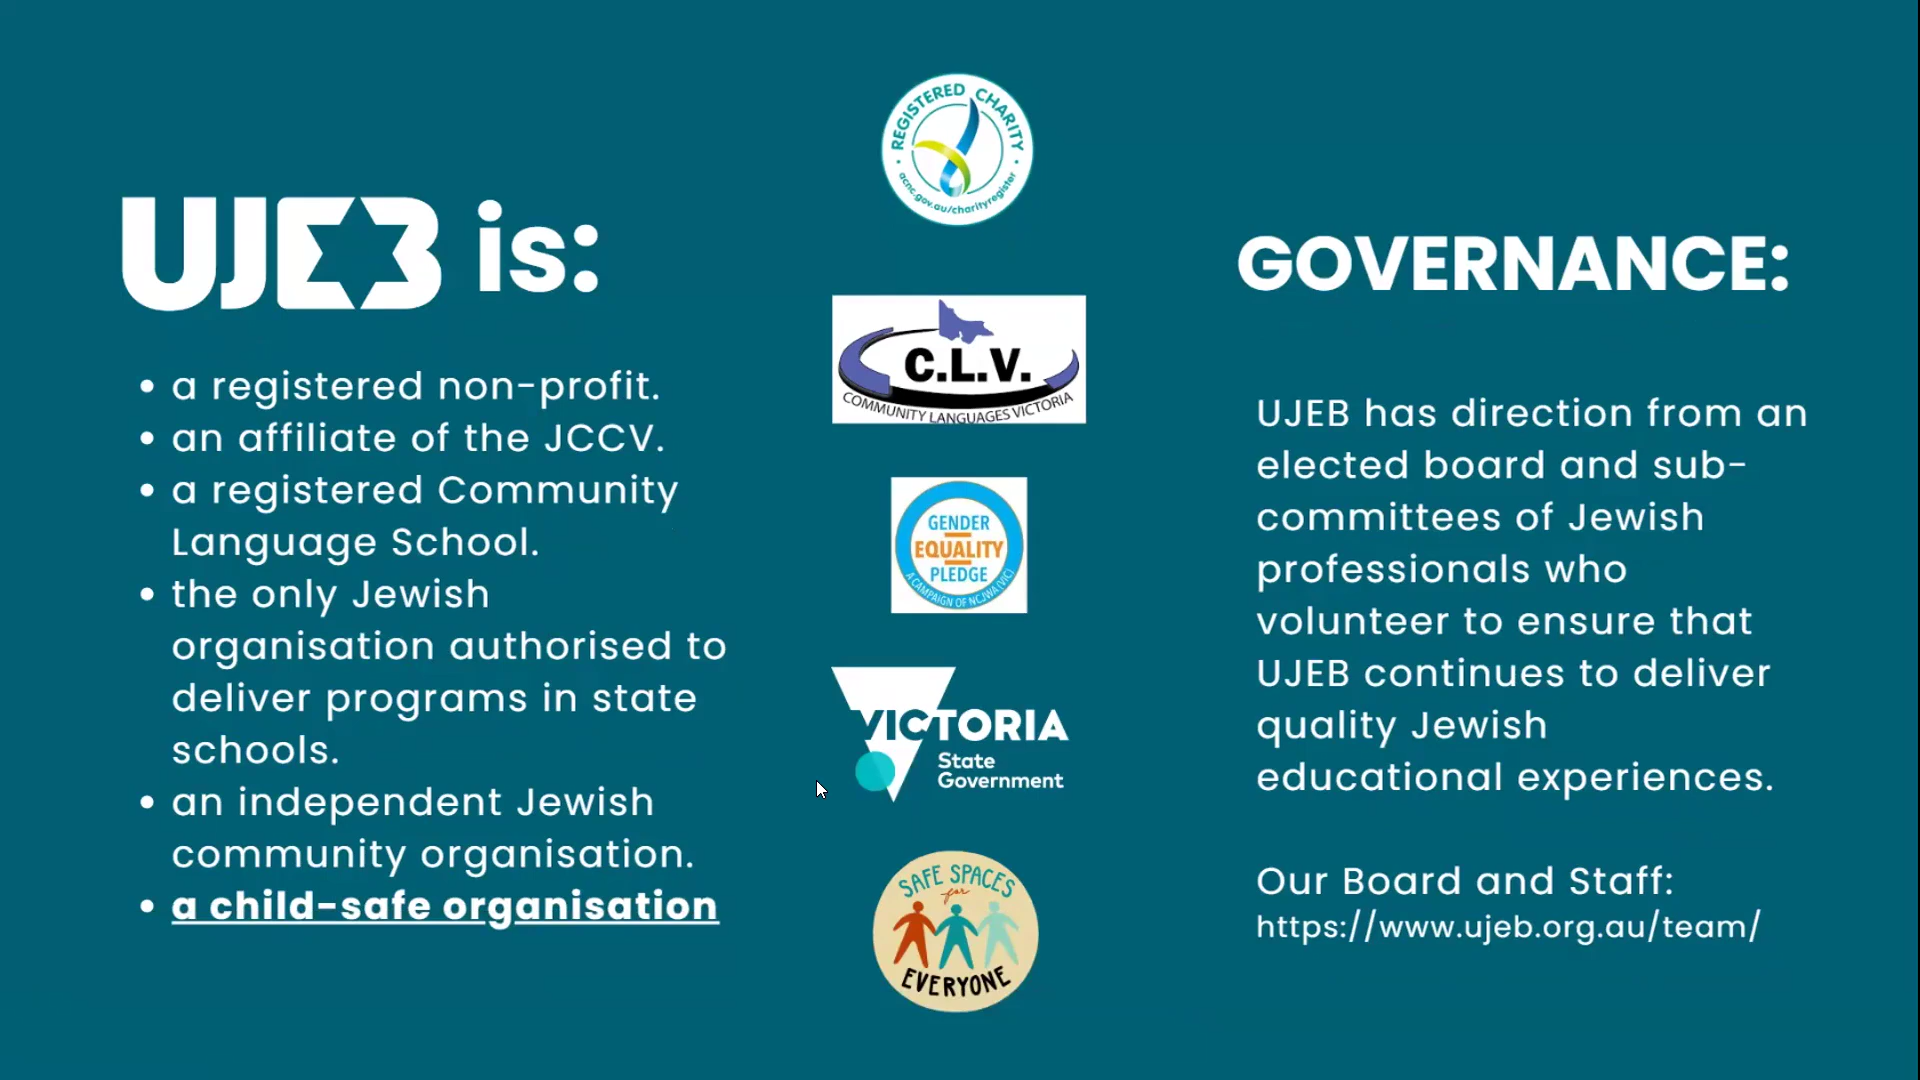 UJEB is:
• a registered non-profit.
• an affiliate of the JCCV.
• a registered Community
Language School.
• the only Jewish
organisation authorised to
deliver programs in state
schools.
• an independent Jewish
community organisation.
• a child-safe organisation
REGISTERED CHARITY
acnc.gov.au/charityregister
C.L.V.
COMMUNITY LANGUAGES VICTORIA
GENDER
EQUALITY
PLEDGE
A CAMPAIGN OF NCJWA (VIC)
VICTORIA
State
Government
SAFE SPACES
for
EVERYONE
GOVERNANCE:
UJEB has direction from an
elected board and sub-
committees of Jewish
professionals who
volunteer to ensure that
UJEB continues to deliver
quality Jewish
educational experiences.
Our Board and Staff:
https://www.ujeb.org.au/team/